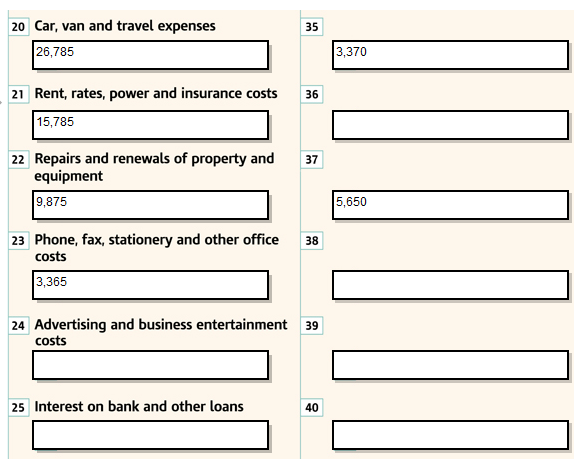 20 Car, van and travel expenses 35
26,785 3,370
21 Rent, rates, power and insurance costs 36
15,785
22 Repairs and renewals of property and 37
equipment
9,875 5,650
23 Phone, fax, stationery and other office 38
costs
3,365
24 Advertising and business entertainment 39
costs
25 Interest on bank and other loans 40